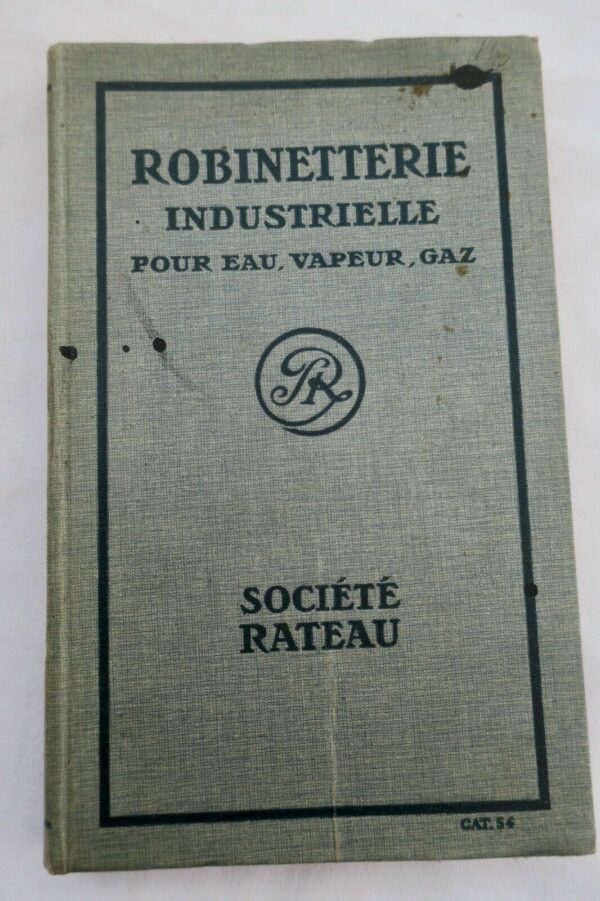 ROBINETTERIE
INDUSTRIELLE
POUR EAU, VAPEUR, GAZ
SOCIÉTÉ
RATEAU
CAT. 54